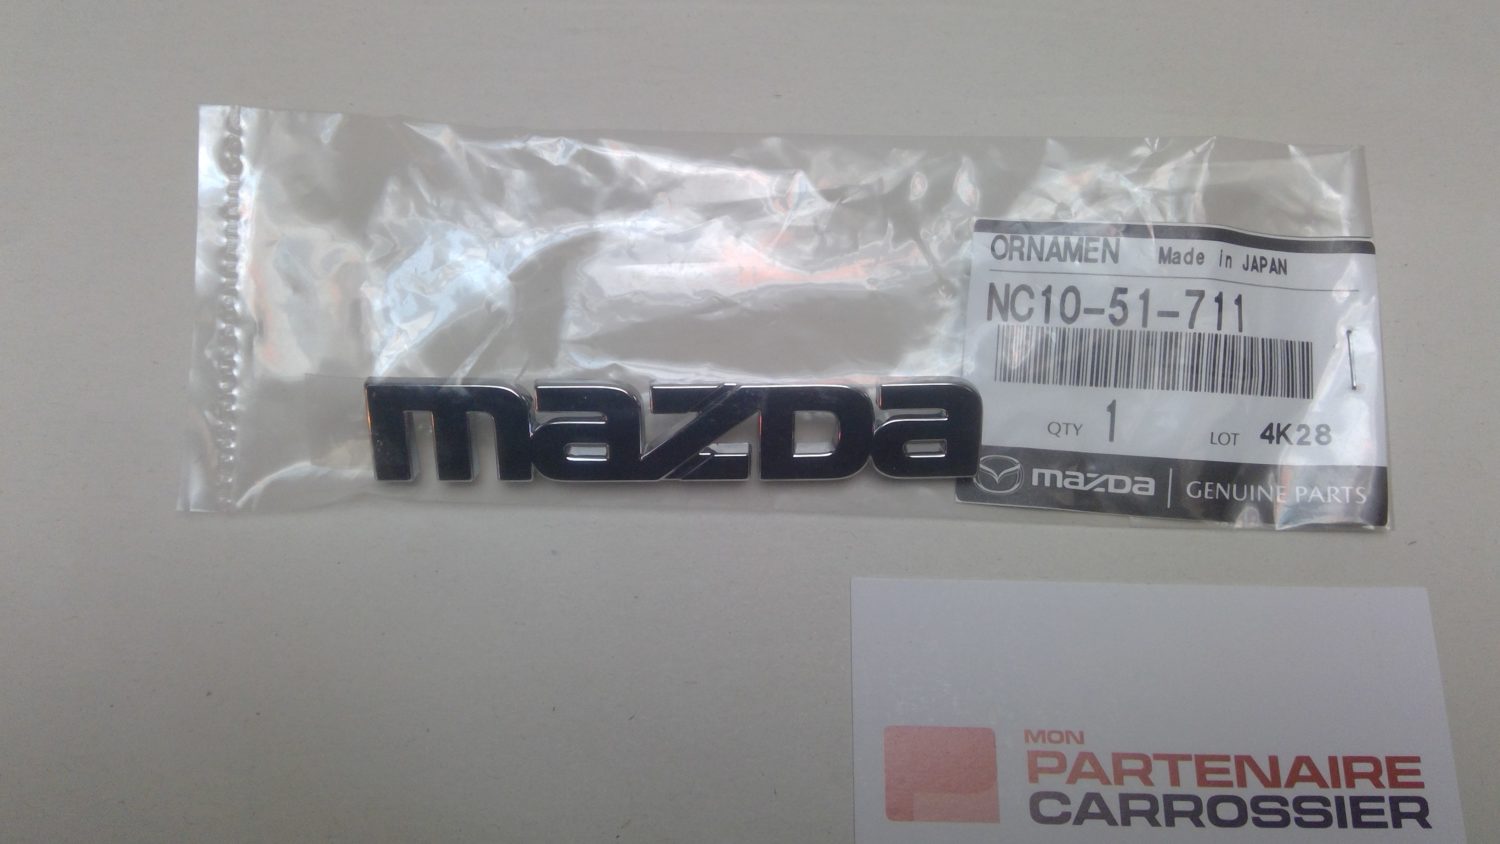 ORNAMEN Made in JAPAN
NC10-51-711
QTY 1 LOT 4K28
mazda
mazda | GENUINE PARTS
MON
PARTENAIRE
CARROSSIER